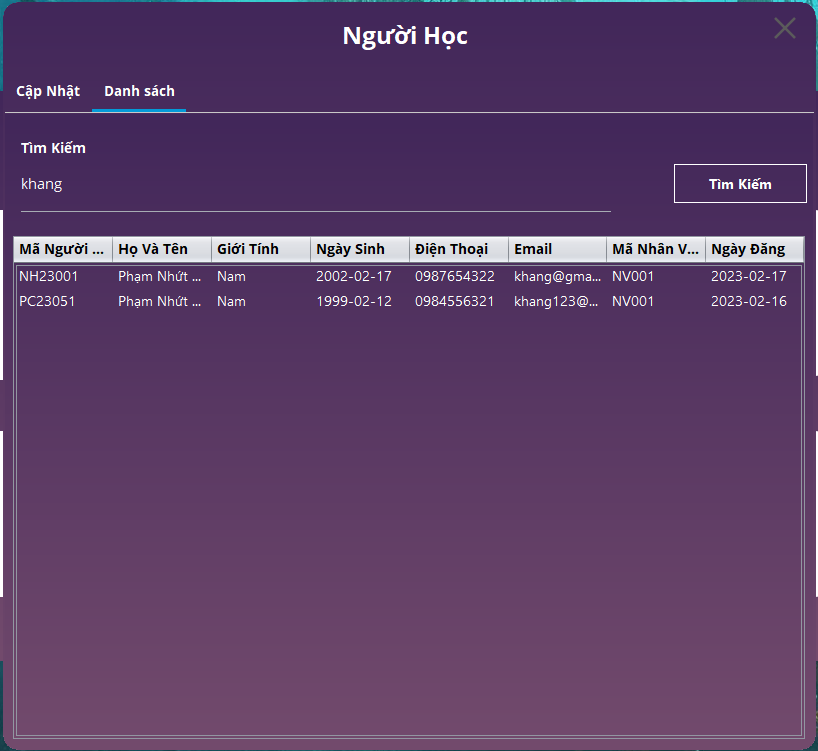 Người Học
Cập Nhật Danh sách
Tìm Kiếm
khang
Tìm Kiếm
Mã Người ... Họ Và Tên Giới Tính Ngày Sinh Điện Thoại Email Mã Nhân V... Ngày Đăng
NH23001 Phạm Nhứt ... Nam 2002-02-17 0987654322 khang@gma... NV001 2023-02-17
PC23051 Phạm Nhứt ... Nam 1999-02-12 0984556321 khang123@... NV001 2023-02-16